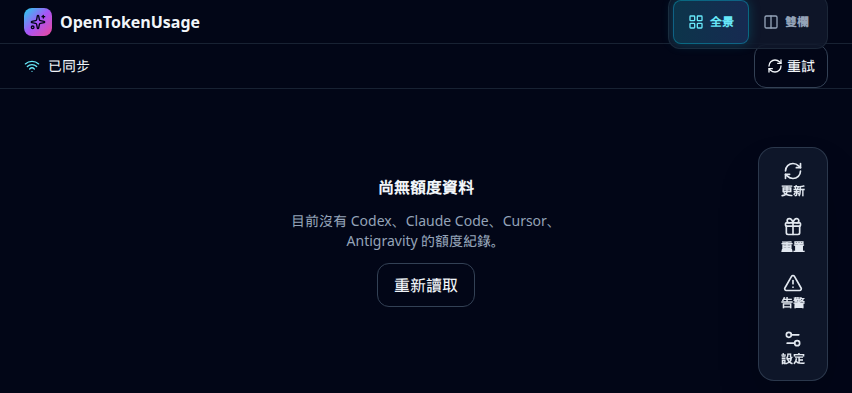 OpenTokenUsage
全景
雙欄
已同步
重試
尚無額度資料
目前沒有 Codex、Claude Code、Cursor、
Antigravity 的額度紀錄。
重新讀取
更新
重置
告警
設定